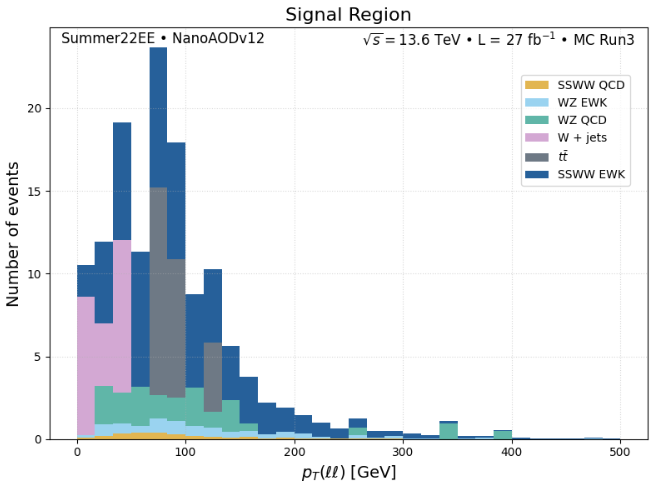 Signal Region
Summer22EE • NanoAODv12
√s = 13.6 TeV • L = 27 fb⁻¹ • MC Run3
SSWW QCD
WZ EWK
WZ QCD
W + jets
tt̄
SSWW EWK
Number of events
20
15
10
5
0
0 100 200 300 400 500
p_T(ℓℓ) [GeV]